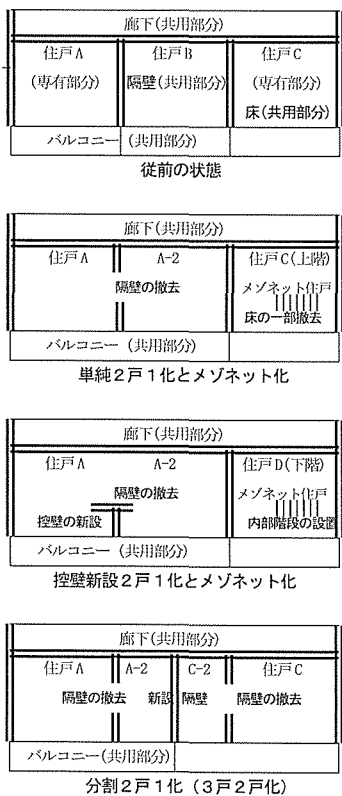 廊下(共用部分)
住戸A 住戸B 住戸C
(専有部分) 隔壁(共用部分) (専有部分)
床(共用部分)
バルコニー (共用部分)
従前の状態
廊下(共用部分)
住戸A A-2 住戸C(上階)
隔壁の撤去 メゾネット住戸
床の一部撤去
バルコニー (共用部分)
単純2戸1化とメゾネット化
廊下(共用部分)
住戸A A-2 住戸D(下階)
隔壁の撤去 メゾネット住戸
控壁の新設 内部階段の設置
バルコニー (共用部分)
控壁新設2戸1化とメゾネット化
廊下(共用部分)
住戸A A-2 C-2 住戸C
隔壁の撤去 新設 隔壁 隔壁の撤去
バルコニー(共用部分)
分割2戸1化 (3戸2戸化)